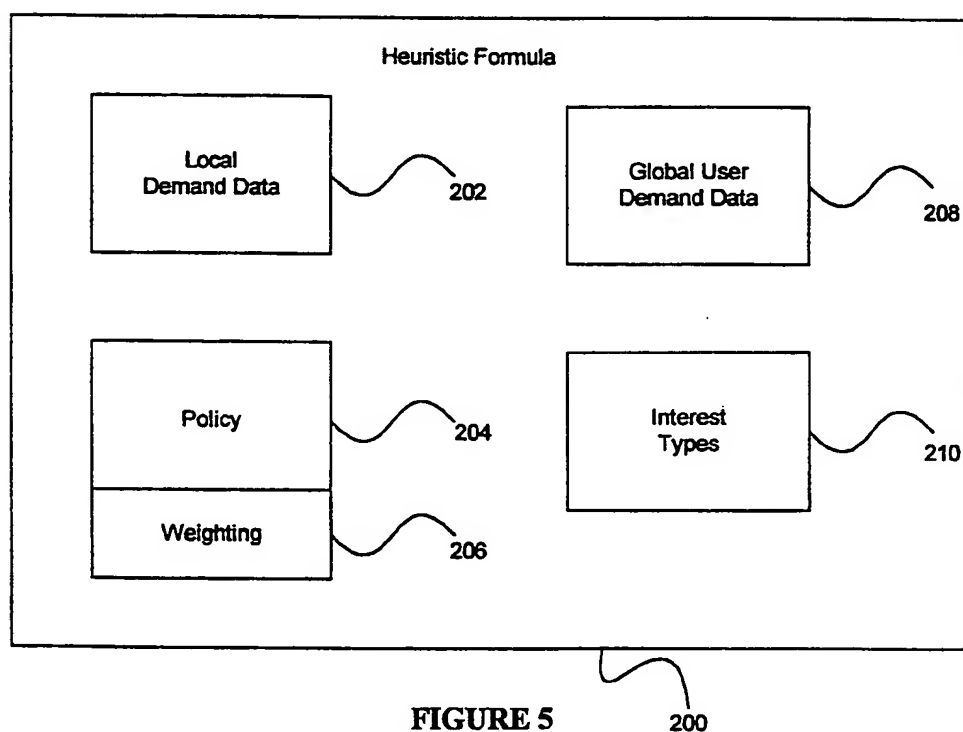 Heuristic Formula
Local
Demand Data
202
Global User
Demand Data
208
Policy
204
Weighting
206
Interest
Types
210
FIGURE 5
200